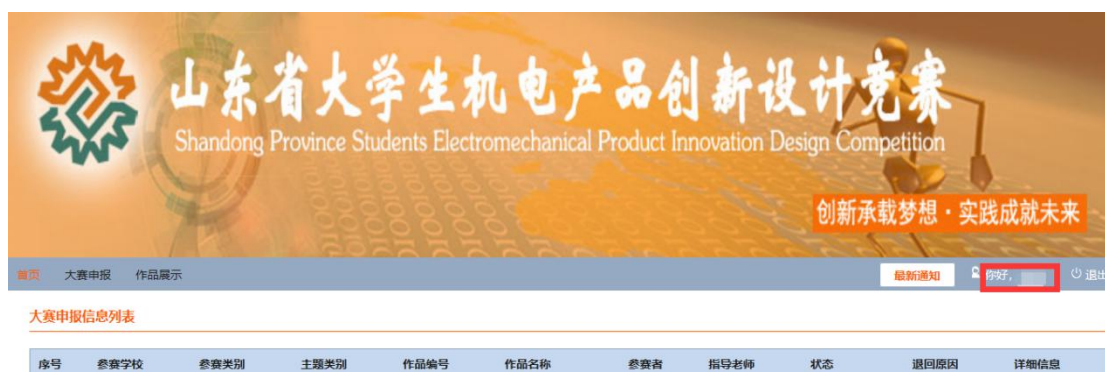 山东省大学生机电产品创新设计竞赛
Shandong Province Students Electromechanical Product Innovation Design Competition
创新承载梦想·实践成就未来
首页 大赛申报 作品展示 最新通知 你好, 退出
大赛申报信息列表
序号 参赛学校 参赛类别 主题类别 作品编号 作品名称 参赛者 指导老师 状态 退回原因 详细信息